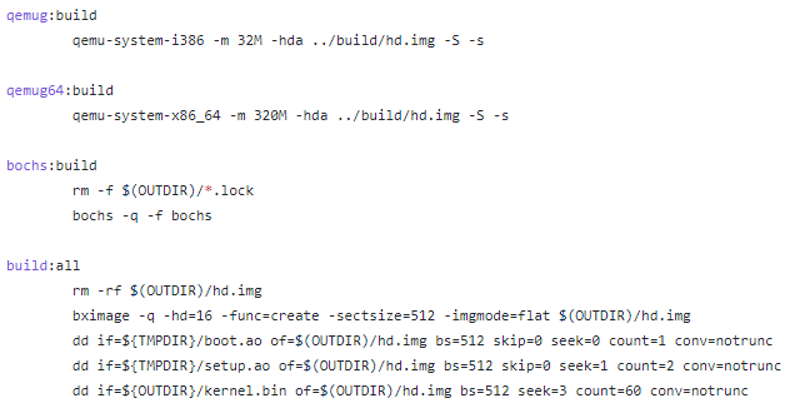 qemug:build
qemu-system-i386 -m 32M -hda ../build/hd.img -S -s
qemug64:build
qemu-system-x86_64 -m 320M -hda ../build/hd.img -S -s
bochs:build
rm -f $(OUTDIR)/*.lock
bochs -q -f bochs
build:all
rm -rf $(OUTDIR)/hd.img
bximage -q -hd=16 -func=create -sectsize=512 -imgmode=flat $(OUTDIR)/hd.img
dd if=${TMPDIR}/boot.ao of=$(OUTDIR)/hd.img bs=512 skip=0 seek=0 count=1 conv=notrunc
dd if=${TMPDIR}/setup.ao of=$(OUTDIR)/hd.img bs=512 skip=0 seek=1 count=2 conv=notrunc
dd if=${OUTDIR}/kernel.bin of=$(OUTDIR)/hd.img bs=512 seek=3 count=60 conv=notrunc